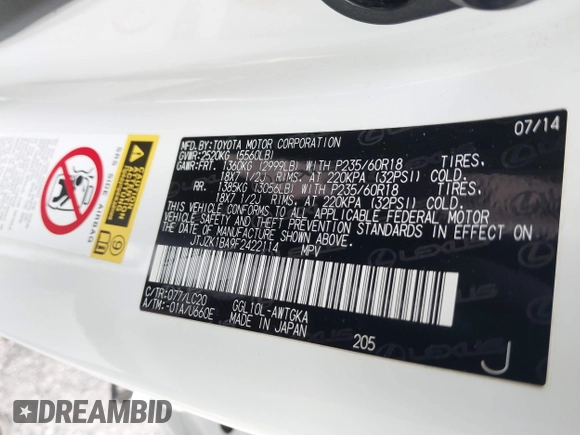 07/14
MFD. BY: TOYOTA MOTOR CORPORATION
GVWR: 2520KG (5560LB)
GAWR: FRT. 1360KG (2999LB) WITH P235/60R18 TIRES,
18X7 1/2J RIMS, AT 220KPA (32PSI) COLD.
RR. 1385KG (3056LB) WITH P235/60R18 TIRES,
18X7 1/2J RIMS, AT 220KPA (32PSI) COLD.
THIS VEHICLE CONFORMS TO ALL APPLICABLE FEDERAL MOTOR
VEHICLE SAFETY AND THEFT PREVENTION STANDARDS IN EFFECT ON
THE DATE OF MANUFACTURE SHOWN ABOVE.
JTJZK1BA9F2422114 MPV
C/TR: 077/LC20
A/TM: -01A/U660E
GGL10L-AWTGKA
MADE IN JAPAN
205
J
SRS SIDE AIRBAG
LEXUS
DREAMBID